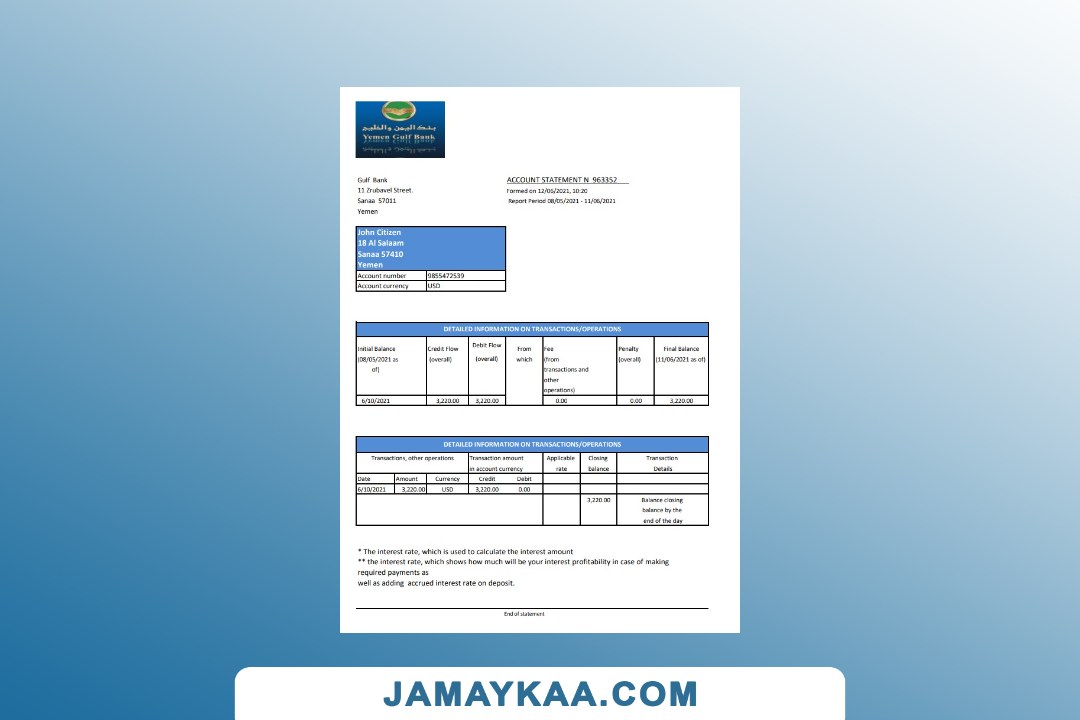 بنك اليمن والخليج
Yemen Gulf Bank
Gulf Bank
11 Zrubavel Street.
Sanaa 57011
Yemen
ACCOUNT STATEMENT N 963352
Formed on 12/06/2021, 10:20
Report Period 08/05/2021 - 11/06/2021
John Citizen
18 Al Salaam
Sanaa 57410
Yemen
Account number 9855472539
Account currency USD
DETAILED INFORMATION ON TRANSACTIONS/OPERATIONS
Initial Balance
(08/05/2021 as
of)
Credit Flow
(overall)
Debit Flow
(overall)
From
which
Fee
(from
transactions and
other
operations)
Penalty
(overall)
Final Balance
(11/06/2021 as of)
6/10/2021 3,220.00 3,220.00 0.00 0.00 3,220.00
DETAILED INFORMATION ON TRANSACTIONS/OPERATIONS
Transactions, other operations
Transaction amount
in account currency
Applicable
rate
Closing
balance
Transaction
Details
Date Amount Currency Credit Debit
6/10/2021 3,220.00 USD 3,220.00 0.00
3,220.00
Balance closing
balance by the
end of the day
* The interest rate, which is used to calculate the interest amount
** the interest rate, which shows how much will be your interest profitability in case of making
required payments as
well as adding accrued interest rate on deposit.
End of statement
JAMAYKAA.COM